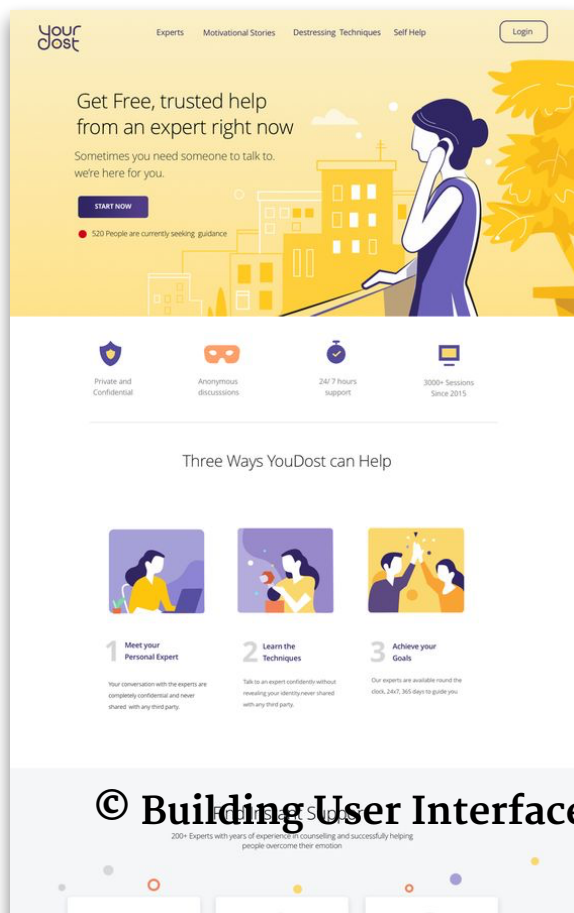 your
dost
Experts Motivational Stories Destressing Techniques Self Help Login
Get Free, trusted help
from an expert right now
Sometimes you need someone to talk to.
we're here for you.
START NOW
520 People are currently seeking guidance
Private and
Confidential
Anonymous
discusssions
24/ 7 hours
support
3000+ Sessions
Since 2015
Three Ways YouDost can Help
1 Meet your
Personal Expert
Your conversation with the experts are
completely confidential and never
shared with any third party.
2 Learn the
Techniques
Talk to an expert confidently without
revealing your identity.never shared
with any third party.
3 Achieve your
Goals
Our experts are available round the
clock, 24x7, 365 days to guide you
Find Instant Support
© Building User Interface
200+ Experts with years of experience in counselling and successfully helping
people overcome their emotion